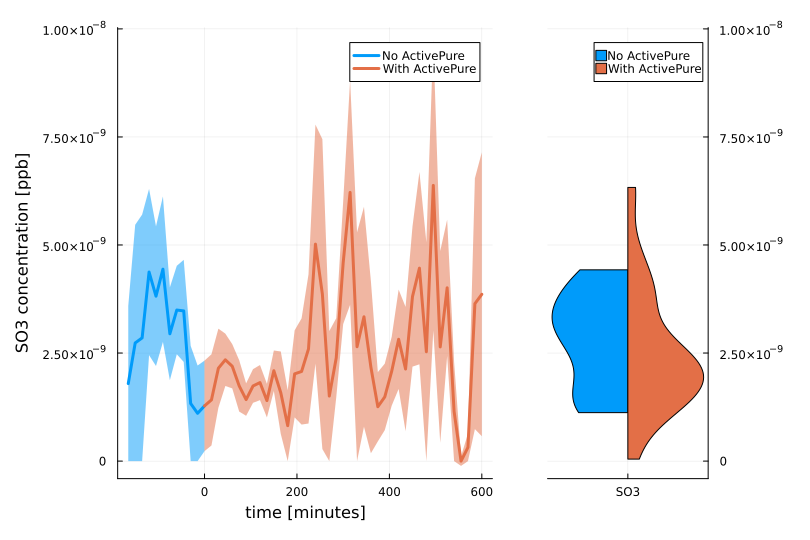 1.00×10⁻⁸
7.50×10⁻⁹
5.00×10⁻⁹
2.50×10⁻⁹
0
SO3 concentration [ppb]
0
200
400
600
time [minutes]
No ActivePure
With ActivePure
No ActivePure
With ActivePure
1.00×10⁻⁸
7.50×10⁻⁹
5.00×10⁻⁹
2.50×10⁻⁹
0
SO3